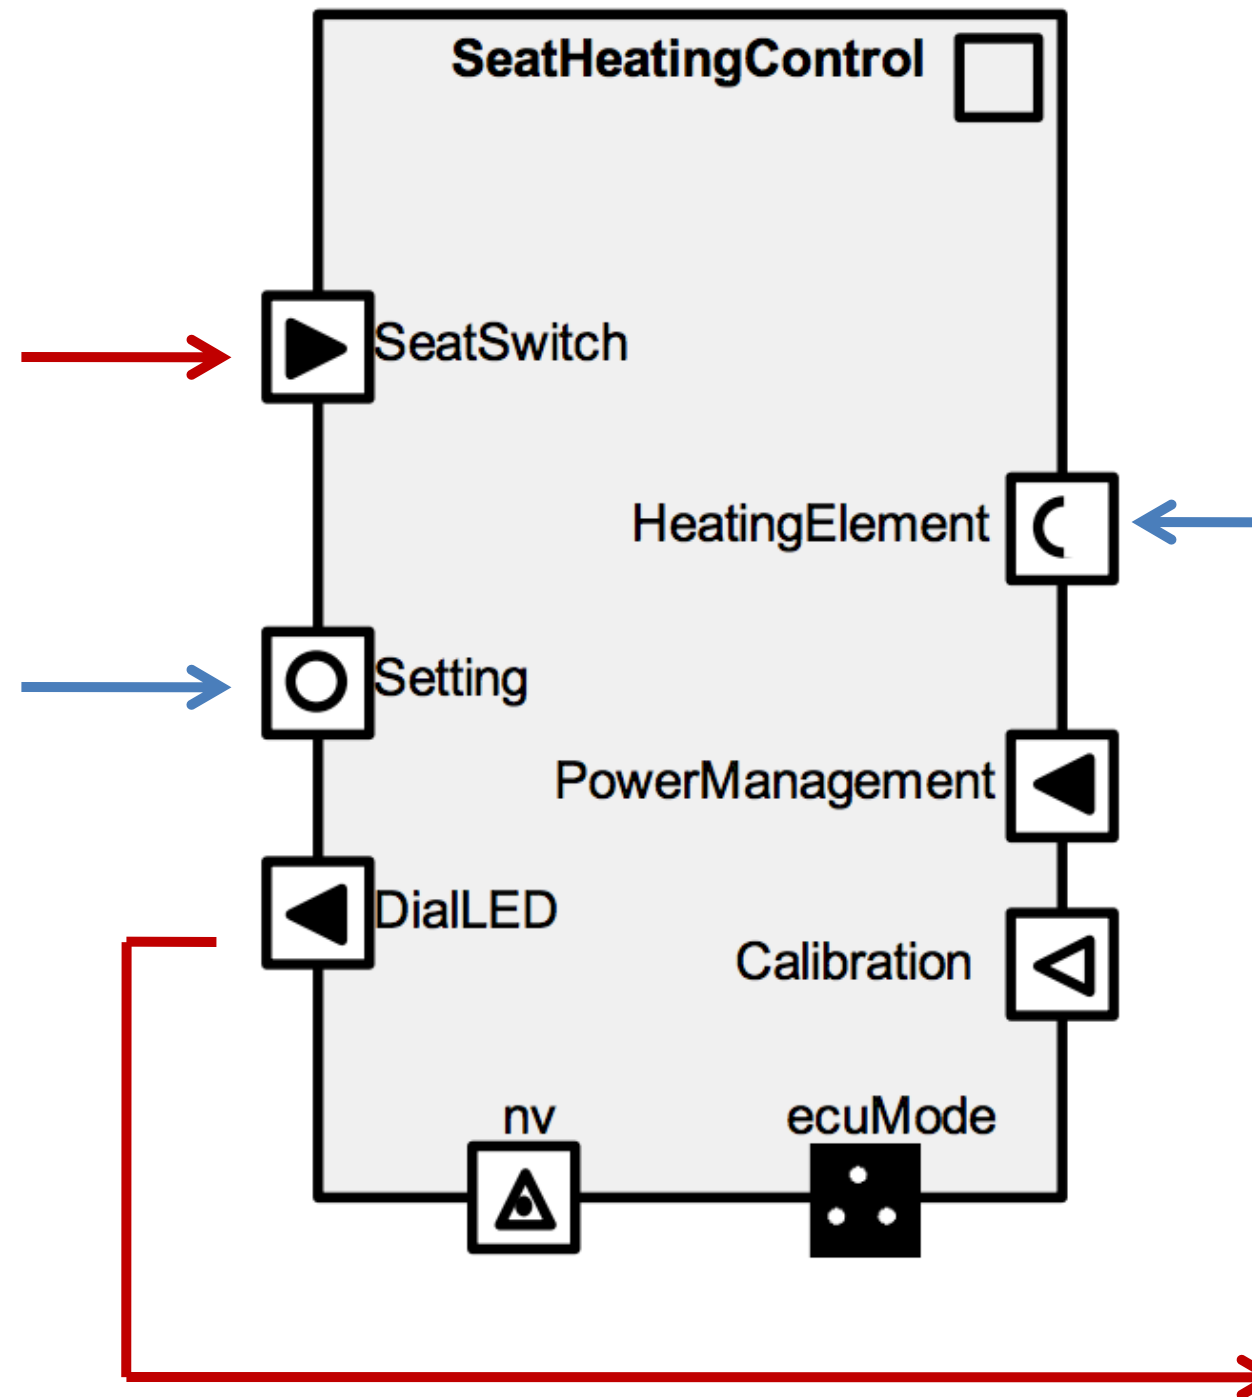 SeatHeatingControl
SeatSwitch
HeatingElement
Setting
PowerManagement
DialLED
Calibration
nv
ecuMode